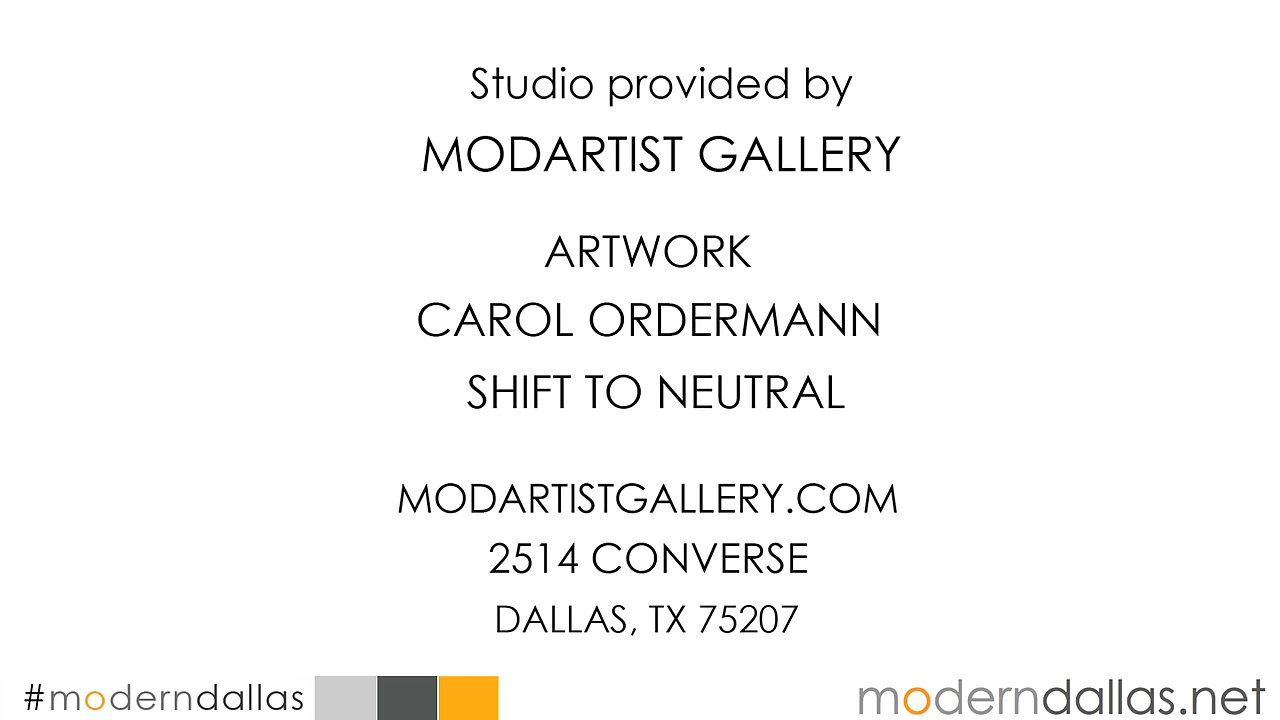 Studio provided by
MODARTIST GALLERY
ARTWORK
CAROL ORDERMANN
SHIFT TO NEUTRAL
MODARTISTGALLERY.COM
2514 CONVERSE
DALLAS, TX 75207
#moderndallas
moderndallas.net